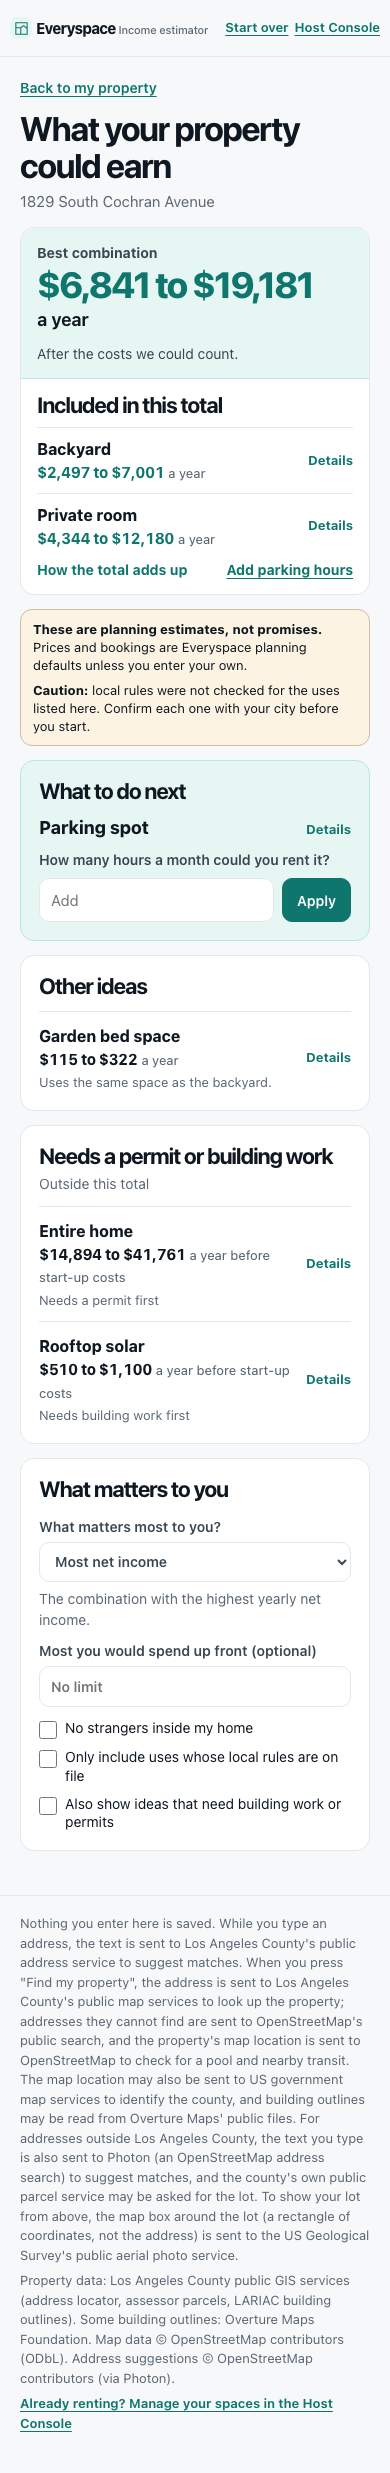 Everyspace Income estimator Start over Host Console
Back to my property
What your property
could earn
1829 South Cochran Avenue
Best combination
$6,841 to $19,181
a year
After the costs we could count.
Included in this total
Backyard
$2,497 to $7,001 a year
Details
Private room
$4,344 to $12,180 a year
Details
How the total adds up Add parking hours
These are planning estimates, not promises.
Prices and bookings are Everyspace planning
defaults unless you enter your own.
Caution: local rules were not checked for the uses
listed here. Confirm each one with your city before
you start.
What to do next
Parking spot Details
How many hours a month could you rent it?
Add Apply
Other ideas
Garden bed space
$115 to $322 a year
Details
Uses the same space as the backyard.
Needs a permit or building work
Outside this total
Entire home
$14,894 to $41,761 a year before
start-up costs
Details
Needs a permit first
Rooftop solar
$510 to $1,100 a year before start-up
costs
Details
Needs building work first
What matters to you
What matters most to you?
Most net income
The combination with the highest yearly net
income.
Most you would spend up front (optional)
No limit
No strangers inside my home
Only include uses whose local rules are on
file
Also show ideas that need building work or
permits
Nothing you enter here is saved. While you type an
address, the text is sent to Los Angeles County's public
address service to suggest matches. When you press
"Find my property", the address is sent to Los Angeles
County's public map services to look up the property;
addresses they cannot find are sent to OpenStreetMap's
public search, and the property's map location is sent to
OpenStreetMap to check for a pool and nearby transit.
The map location may also be sent to US government
map services to identify the county, and building outlines
may be read from Overture Maps' public files. For
addresses outside Los Angeles County, the text you type
is also sent to Photon (an OpenStreetMap address
search) to suggest matches, and the county's own public
parcel service may be asked for the lot. To show your lot
from above, the map box around the lot (a rectangle of
coordinates, not the address) is sent to the US Geological
Survey's public aerial photo service.
Property data: Los Angeles County public GIS services
(address locator, assessor parcels, LARIAC building
outlines). Some building outlines: Overture Maps
Foundation. Map data © OpenStreetMap contributors
(ODbL). Address suggestions © OpenStreetMap
contributors (via Photon).
Already renting? Manage your spaces in the Host
Console